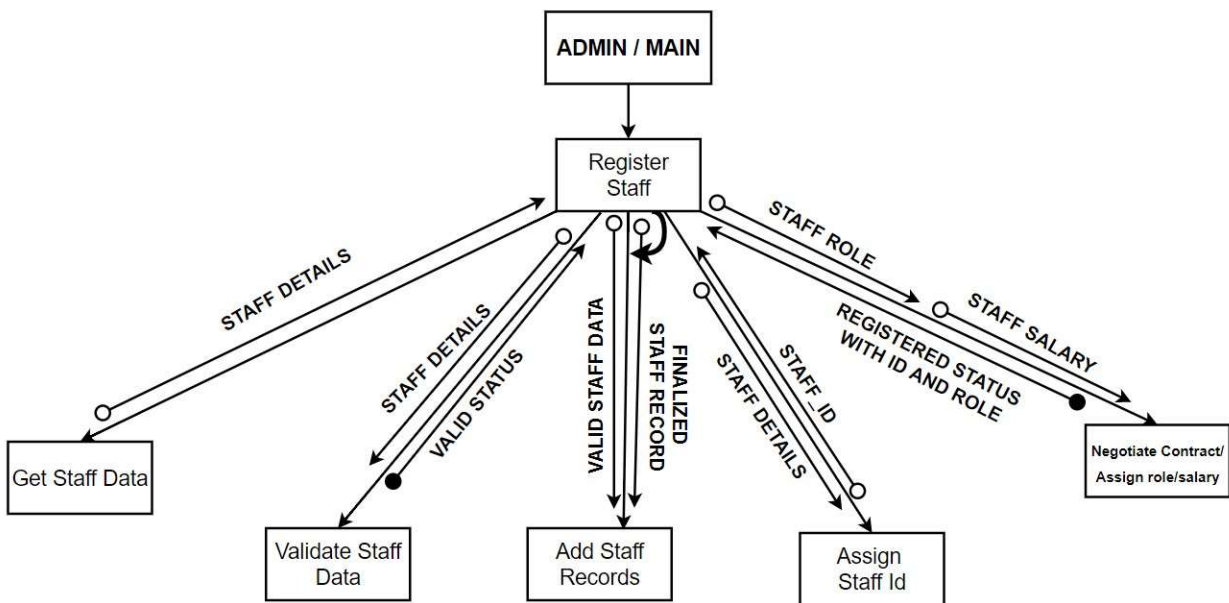 ADMIN / MAIN
Register
Staff
STAFF DETAILS
STAFF DETAILS
VALID STATUS
VALID STAFF DATA
FINALIZED
STAFF RECORD
STAFF_ID
STAFF DETAILS
STAFF ROLE
STAFF SALARY
REGISTERED STATUS
WITH ID AND ROLE
Get Staff Data
Validate Staff
Data
Add Staff
Records
Assign
Staff Id
Negotiate Contract/
Assign role/salary